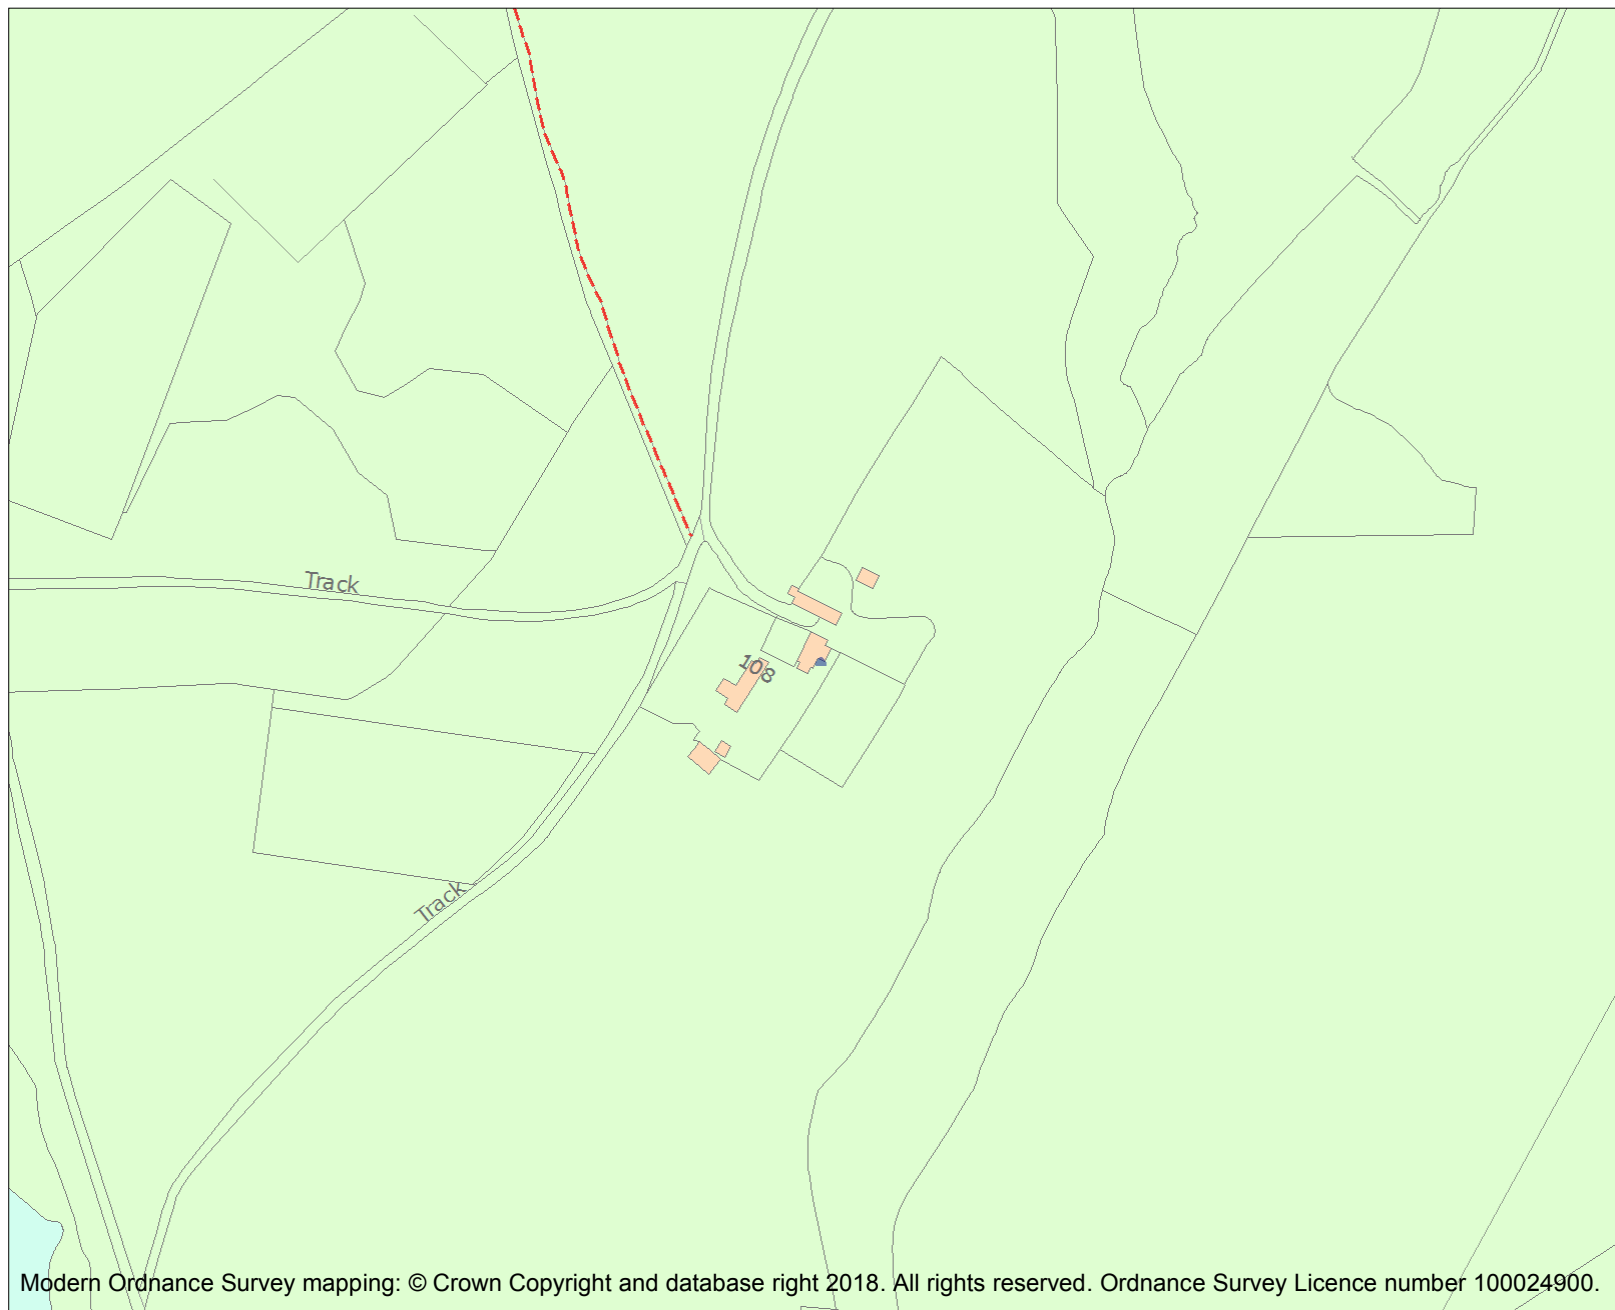 Track
108
Track
Modern Ordnance Survey mapping: © Crown Copyright and database right 2018. All rights reserved. Ordnance Survey Licence number 100024900.